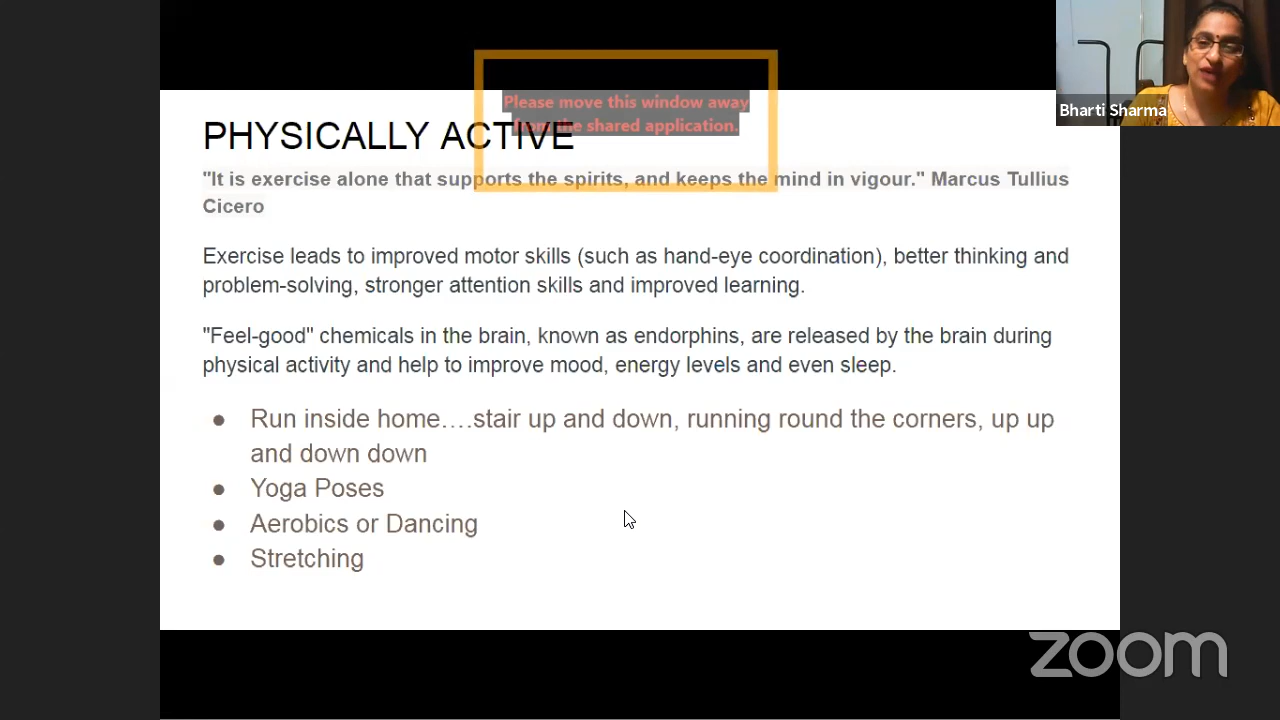 Please move this window away
from the shared application.
Bharti Sharma
PHYSICALLY ACTIVE
"It is exercise alone that supports the spirits, and keeps the mind in vigour." Marcus Tullius
Cicero
Exercise leads to improved motor skills (such as hand-eye coordination), better thinking and
problem-solving, stronger attention skills and improved learning.
"Feel-good" chemicals in the brain, known as endorphins, are released by the brain during
physical activity and help to improve mood, energy levels and even sleep.
● Run inside home....stair up and down, running round the corners, up up
and down down
● Yoga Poses
● Aerobics or Dancing
● Stretching
zoom